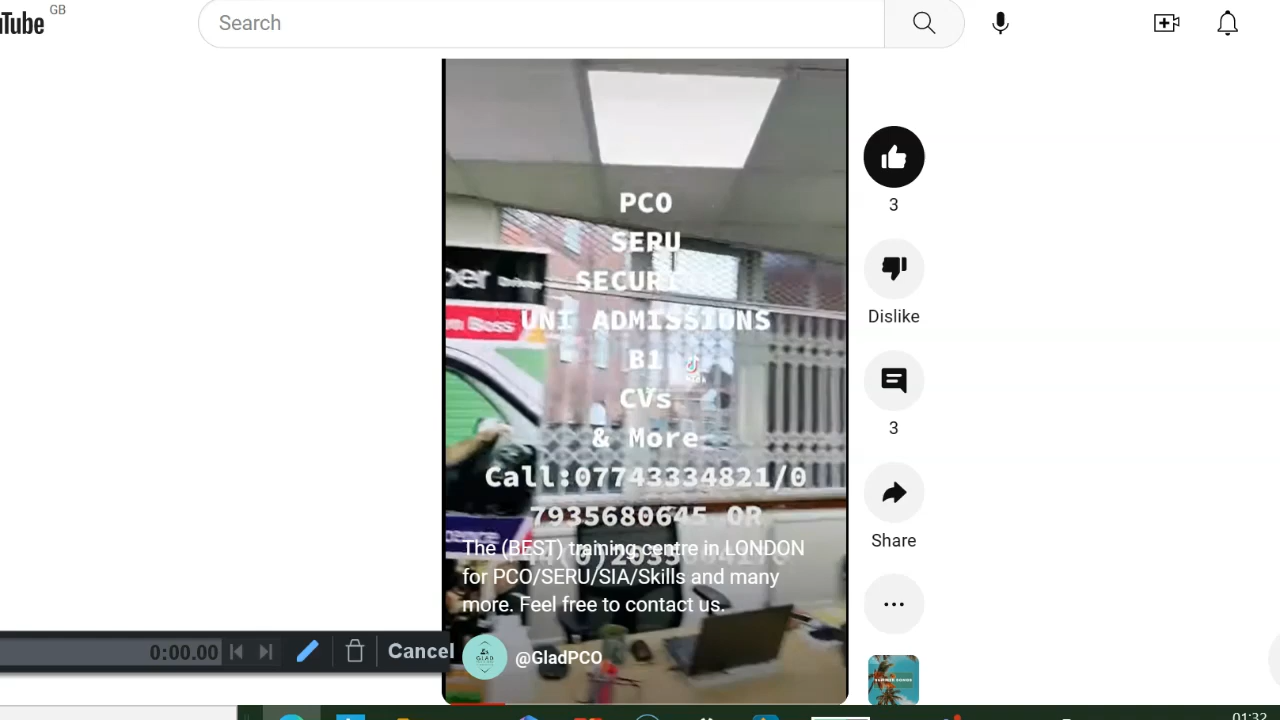 Tube GB
Search
PCO
SERU
UNI ADMISSIONS
B1
CVs
& More
Call:07743334821/0
7935680645 OR
The (BEST) training centre in LONDON
for PCO/SERU/SIA/Skills and many
more. Feel free to contact us.
@GladPCO
3
Dislike
3
Share
0:00.00
Cancel
01:32